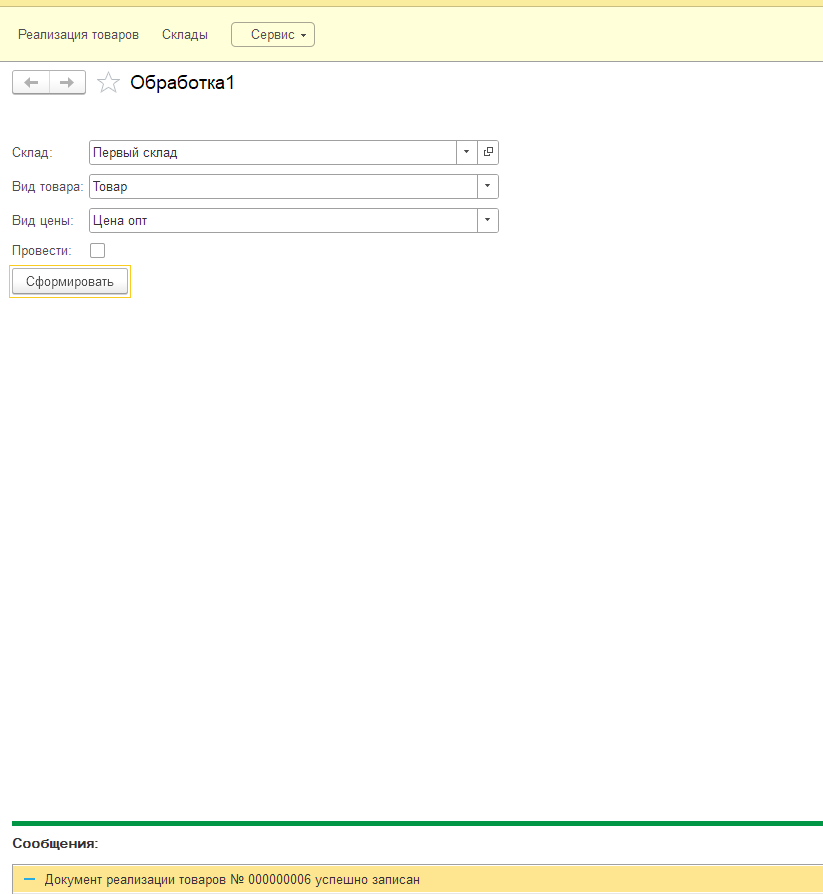 Реализация товаров Склады Сервис
Обработка1
Склад: Первый склад
Вид товара: Товар
Вид цены: Цена опт
Провести:
Сформировать
Сообщения:
Документ реализации товаров № 000000006 успешно записан